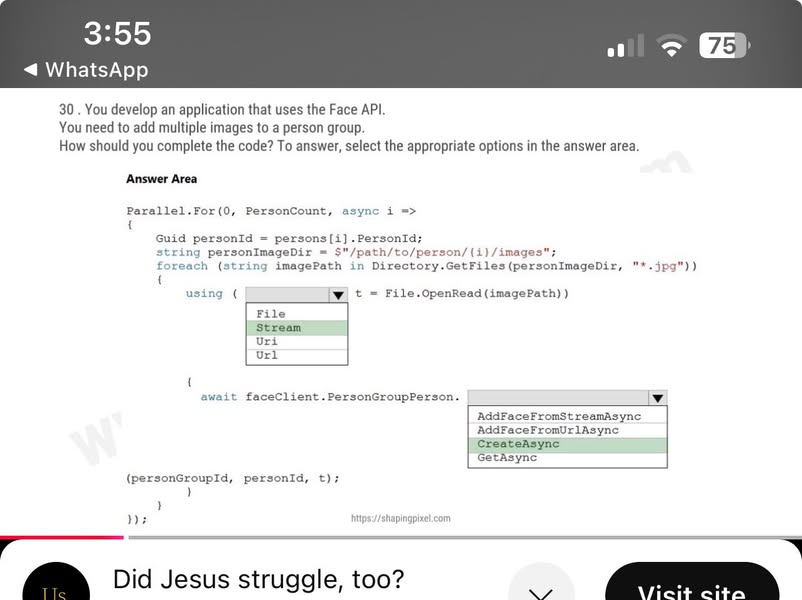 3:55
75
◀ WhatsApp
30 . You develop an application that uses the Face API.
You need to add multiple images to a person group.
How should you complete the code? To answer, select the appropriate options in the answer area.
Answer Area
Parallel.For(0, PersonCount, async i =>
{
Guid personId = persons[i].PersonId;
string personImageDir = $"/path/to/person/{i}/images";
foreach (string imagePath in Directory.GetFiles(personImageDir, "*.jpg"))
{
using ( t = File.OpenRead(imagePath))
File
Stream
Uri
Url
{
await faceClient.PersonGroupPerson.
AddFaceFromStreamAsync
AddFaceFromUrlAsync
CreateAsync
GetAsync
(personGroupId, personId, t);
}
}
});
https://shapingpixel.com
Us
Did Jesus struggle, too?
Visit site